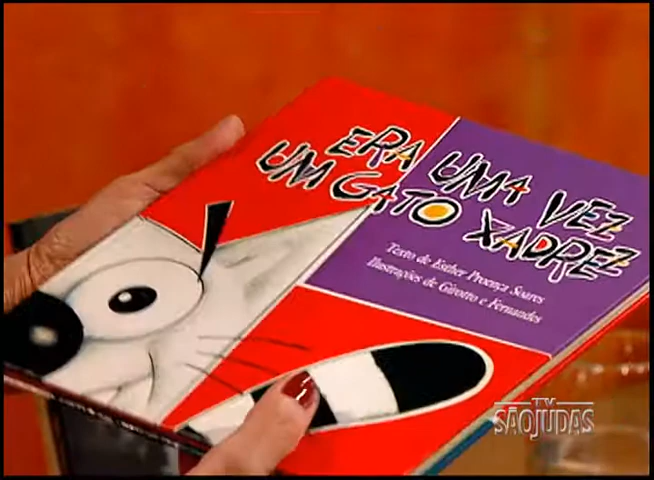 ERA UMA VEZ
UM GATO XADREZ
Texto de Esther Proença Soares
Ilustrações de Girotto e Fernandes
TV
SÃO JUDAS